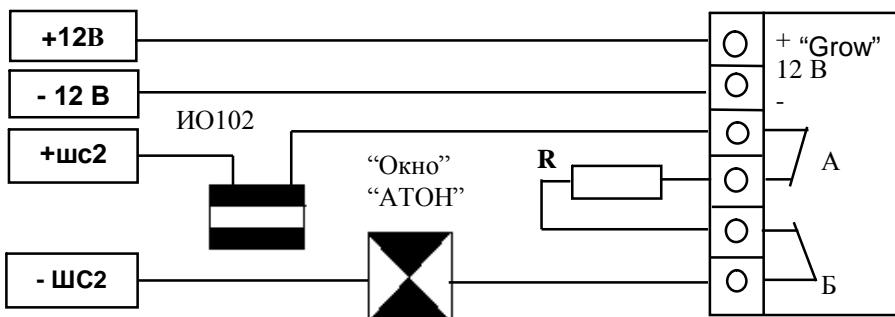 +12В
- 12 В
+шс2
- ШС2
ИО102
“Окно”
“АТОН”
R
+ “Grow”
12 В
-
А
Б